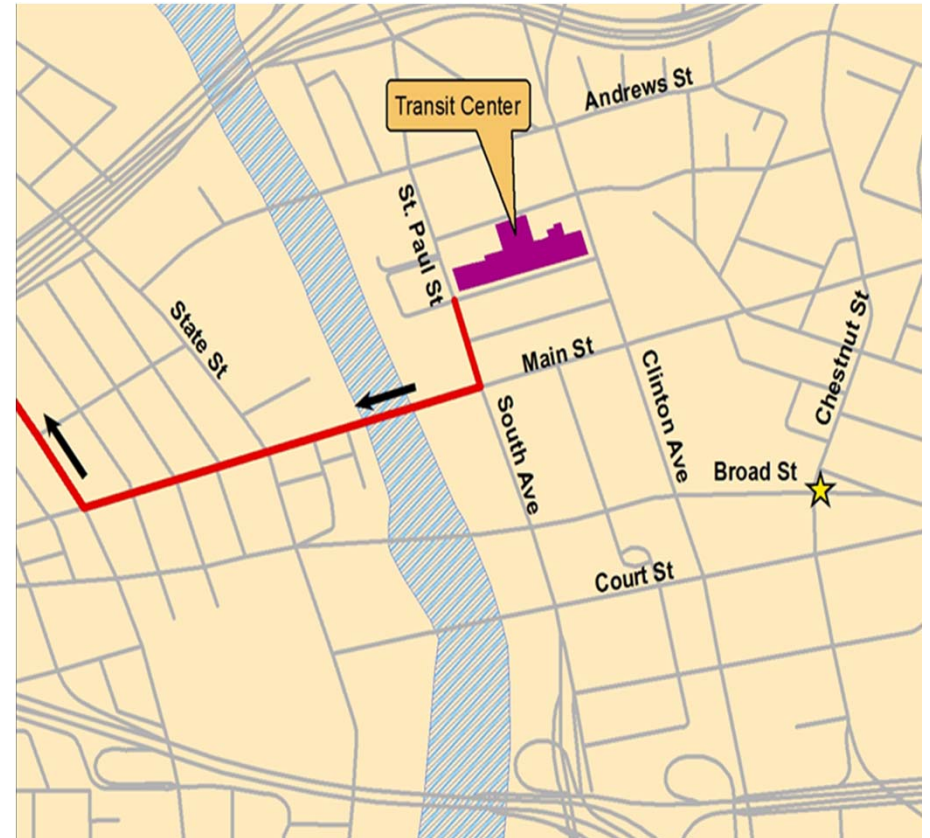 Andrews St
Transit Center
St. Paul St
State St
Main St
Chestnut St
Clinton Ave
South Ave
Broad St
Court St